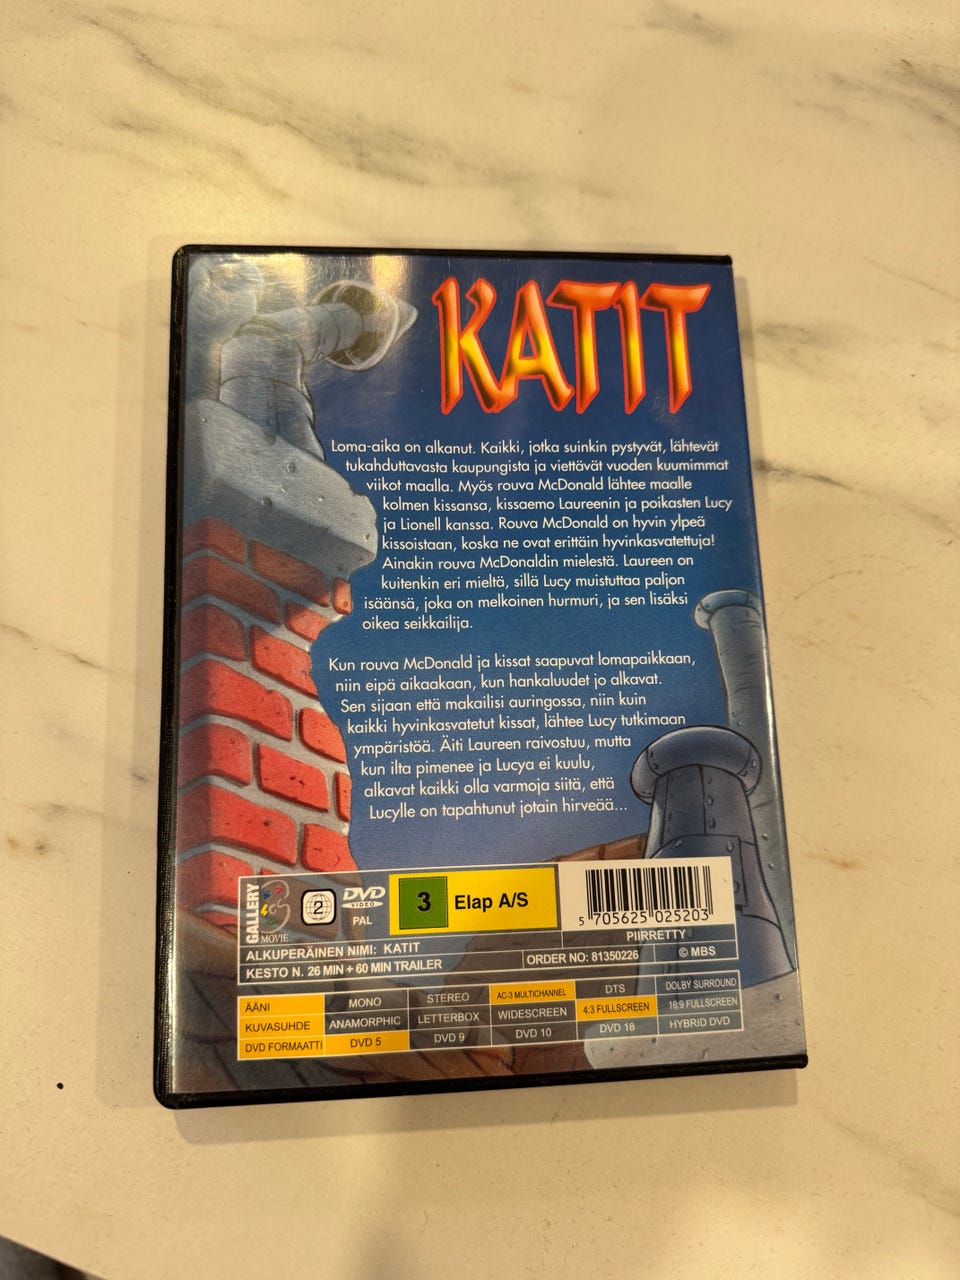 KATIT
Loma-aika on alkanut. Kaikki, jotka suinkin pystyvät, lähtevät
tukahduttavasta kaupungista ja viettävät vuoden kuumimmat
viikot maalla. Myös rouva McDonald lähtee maalle
kolmen kissansa, kissaemo Laureenin ja poikasten Lucy
ja Lionell kanssa. Rouva McDonald on hyvin ylpeä
kissoistaan, koska ne ovat erittäin hyvinkasvatettuja!
Ainakin rouva McDonaldin mielestä. Laureen on
kuitenkin eri mieltä, sillä Lucy muistuttaa paljon
isäänsä, joka on melkoinen hurmuri, ja sen lisäksi
oikea seikkailija.
Kun rouva McDonald ja kissat saapuvat lomapaikkaan,
niin eipä aikaakaan, kun hankaluudet jo alkavat.
Sen sijaan että makailisi auringossa, niin kuin
kaikki hyvinkasvatetut kissat, lähtee Lucy tutkimaan
ympäristöä. Äiti Laureen raivostuu, mutta
kun ilta pimenee ja Lucya ei kuulu,
alkavat kaikki olla varmoja siitä, että
Lucylle on tapahtunut jotain hirveää...
GALLERY
MOVIE
2
DVD
VIDEO
PAL
3 Elap A/S
5 705625 025203
PIIRRETTY
ALKUPERÄINEN NIMI: KATIT
KESTO N. 26 MIN + 60 MIN TRAILER
ORDER NO: 81350226
© MBS
ÄÄNI MONO STEREO AC-3 MULTICHANNEL DTS DOLBY SURROUND
KUVASUHDE ANAMORPHIC LETTERBOX WIDESCREEN 4:3 FULLSCREEN 16:9 FULLSCREEN
DVD FORMAATTI DVD 5 DVD 9 DVD 10 DVD 18 HYBRID DVD